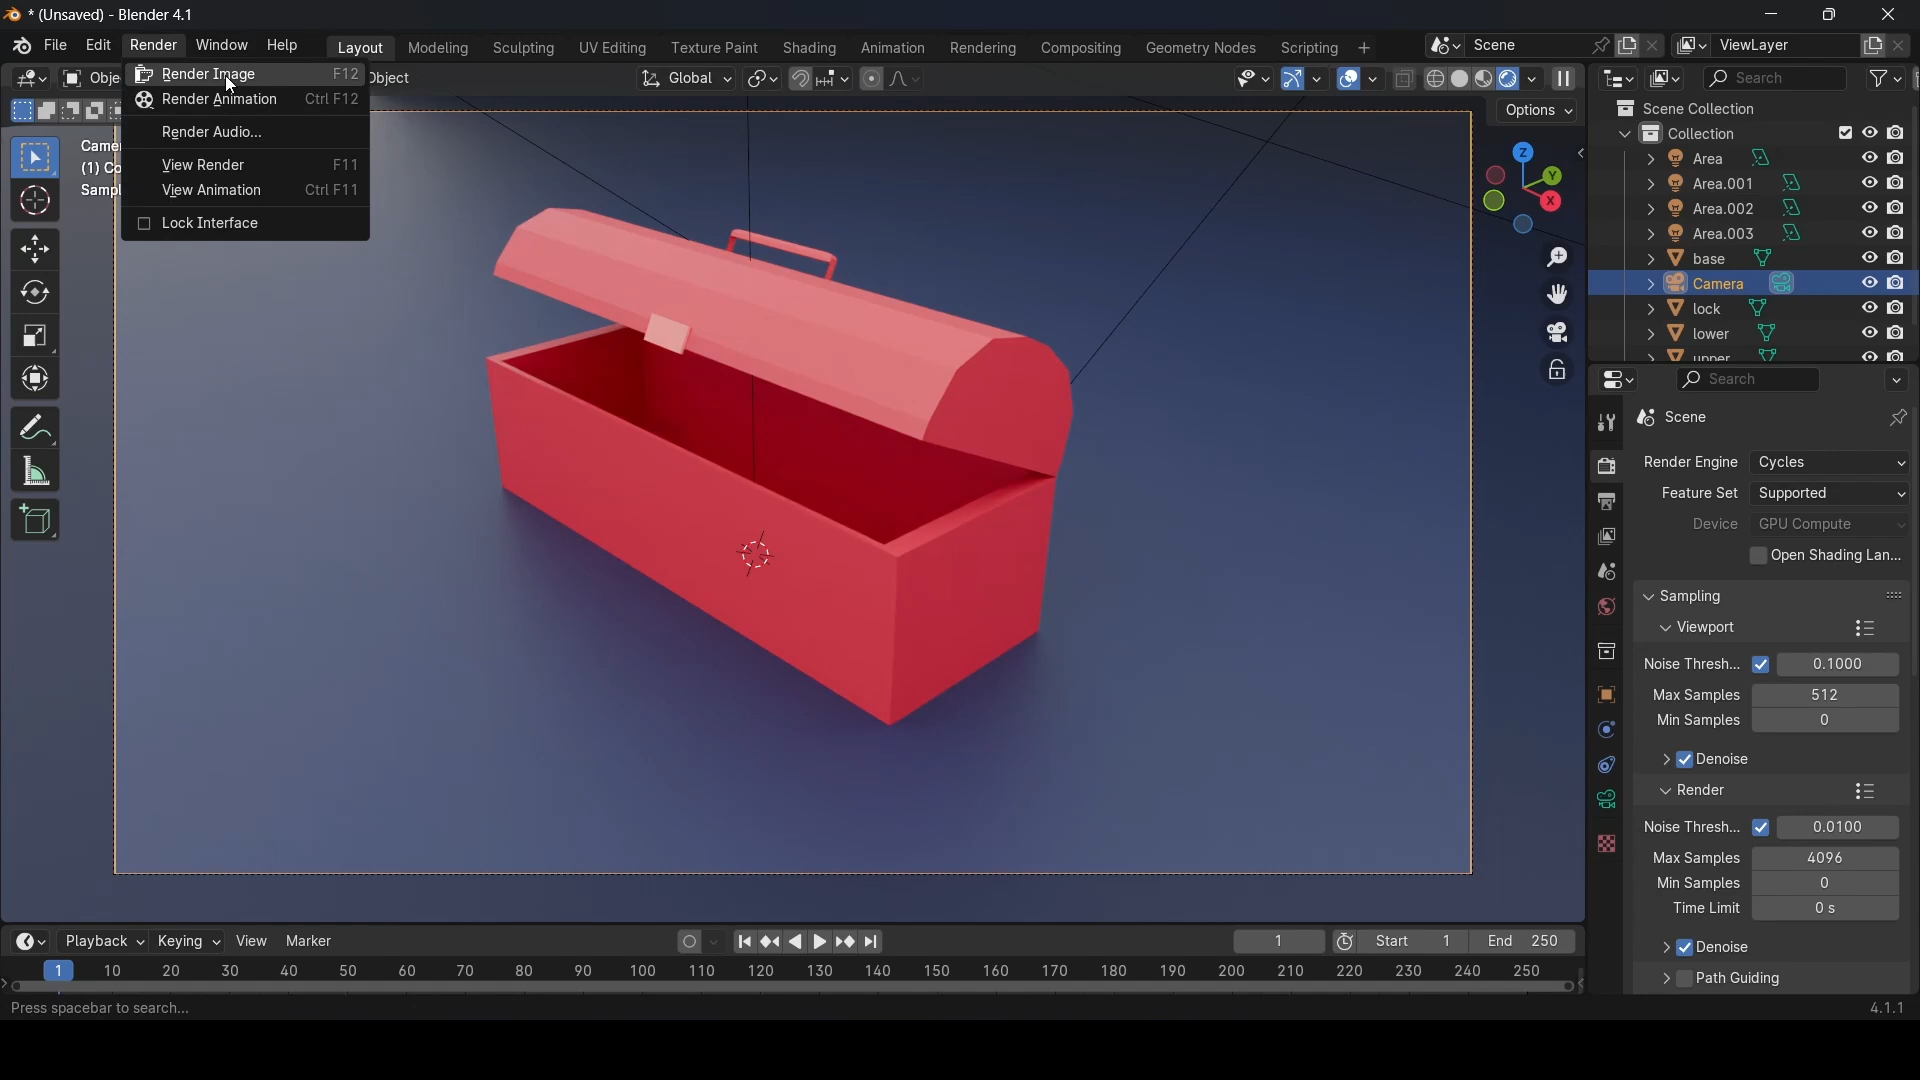 * (Unsaved) - Blender 4.1
File Edit Render Window Help Layout Modeling Sculpting UV Editing Texture Paint Shading Animation Rendering Compositing Geometry Nodes Scripting + Scene ViewLayer
Obje Object Global Search
Render Image F12
Render Animation Ctrl F12
Render Audio...
View Render F11
View Animation Ctrl F11
Lock Interface
Options
Came
(1) Co
Sampl
Z
Y
X
Scene Collection
Collection
Area
Area.001
Area.002
Area.003
base
Camera
lock
lower
upper
Search
Scene
Render Engine Cycles
Feature Set Supported
Device GPU Compute
Open Shading Lan...
Sampling
Viewport
Noise Thresh... 0.1000
Max Samples 512
Min Samples 0
Denoise
Render
Noise Thresh... 0.0100
Max Samples 4096
Min Samples 0
Time Limit 0 s
Denoise
Path Guiding
Playback Keying View Marker 1 Start 1 End 250
1 10 20 30 40 50 60 70 80 90 100 110 120 130 140 150 160 170 180 190 200 210 220 230 240 250
Press spacebar to search... 4.1.1